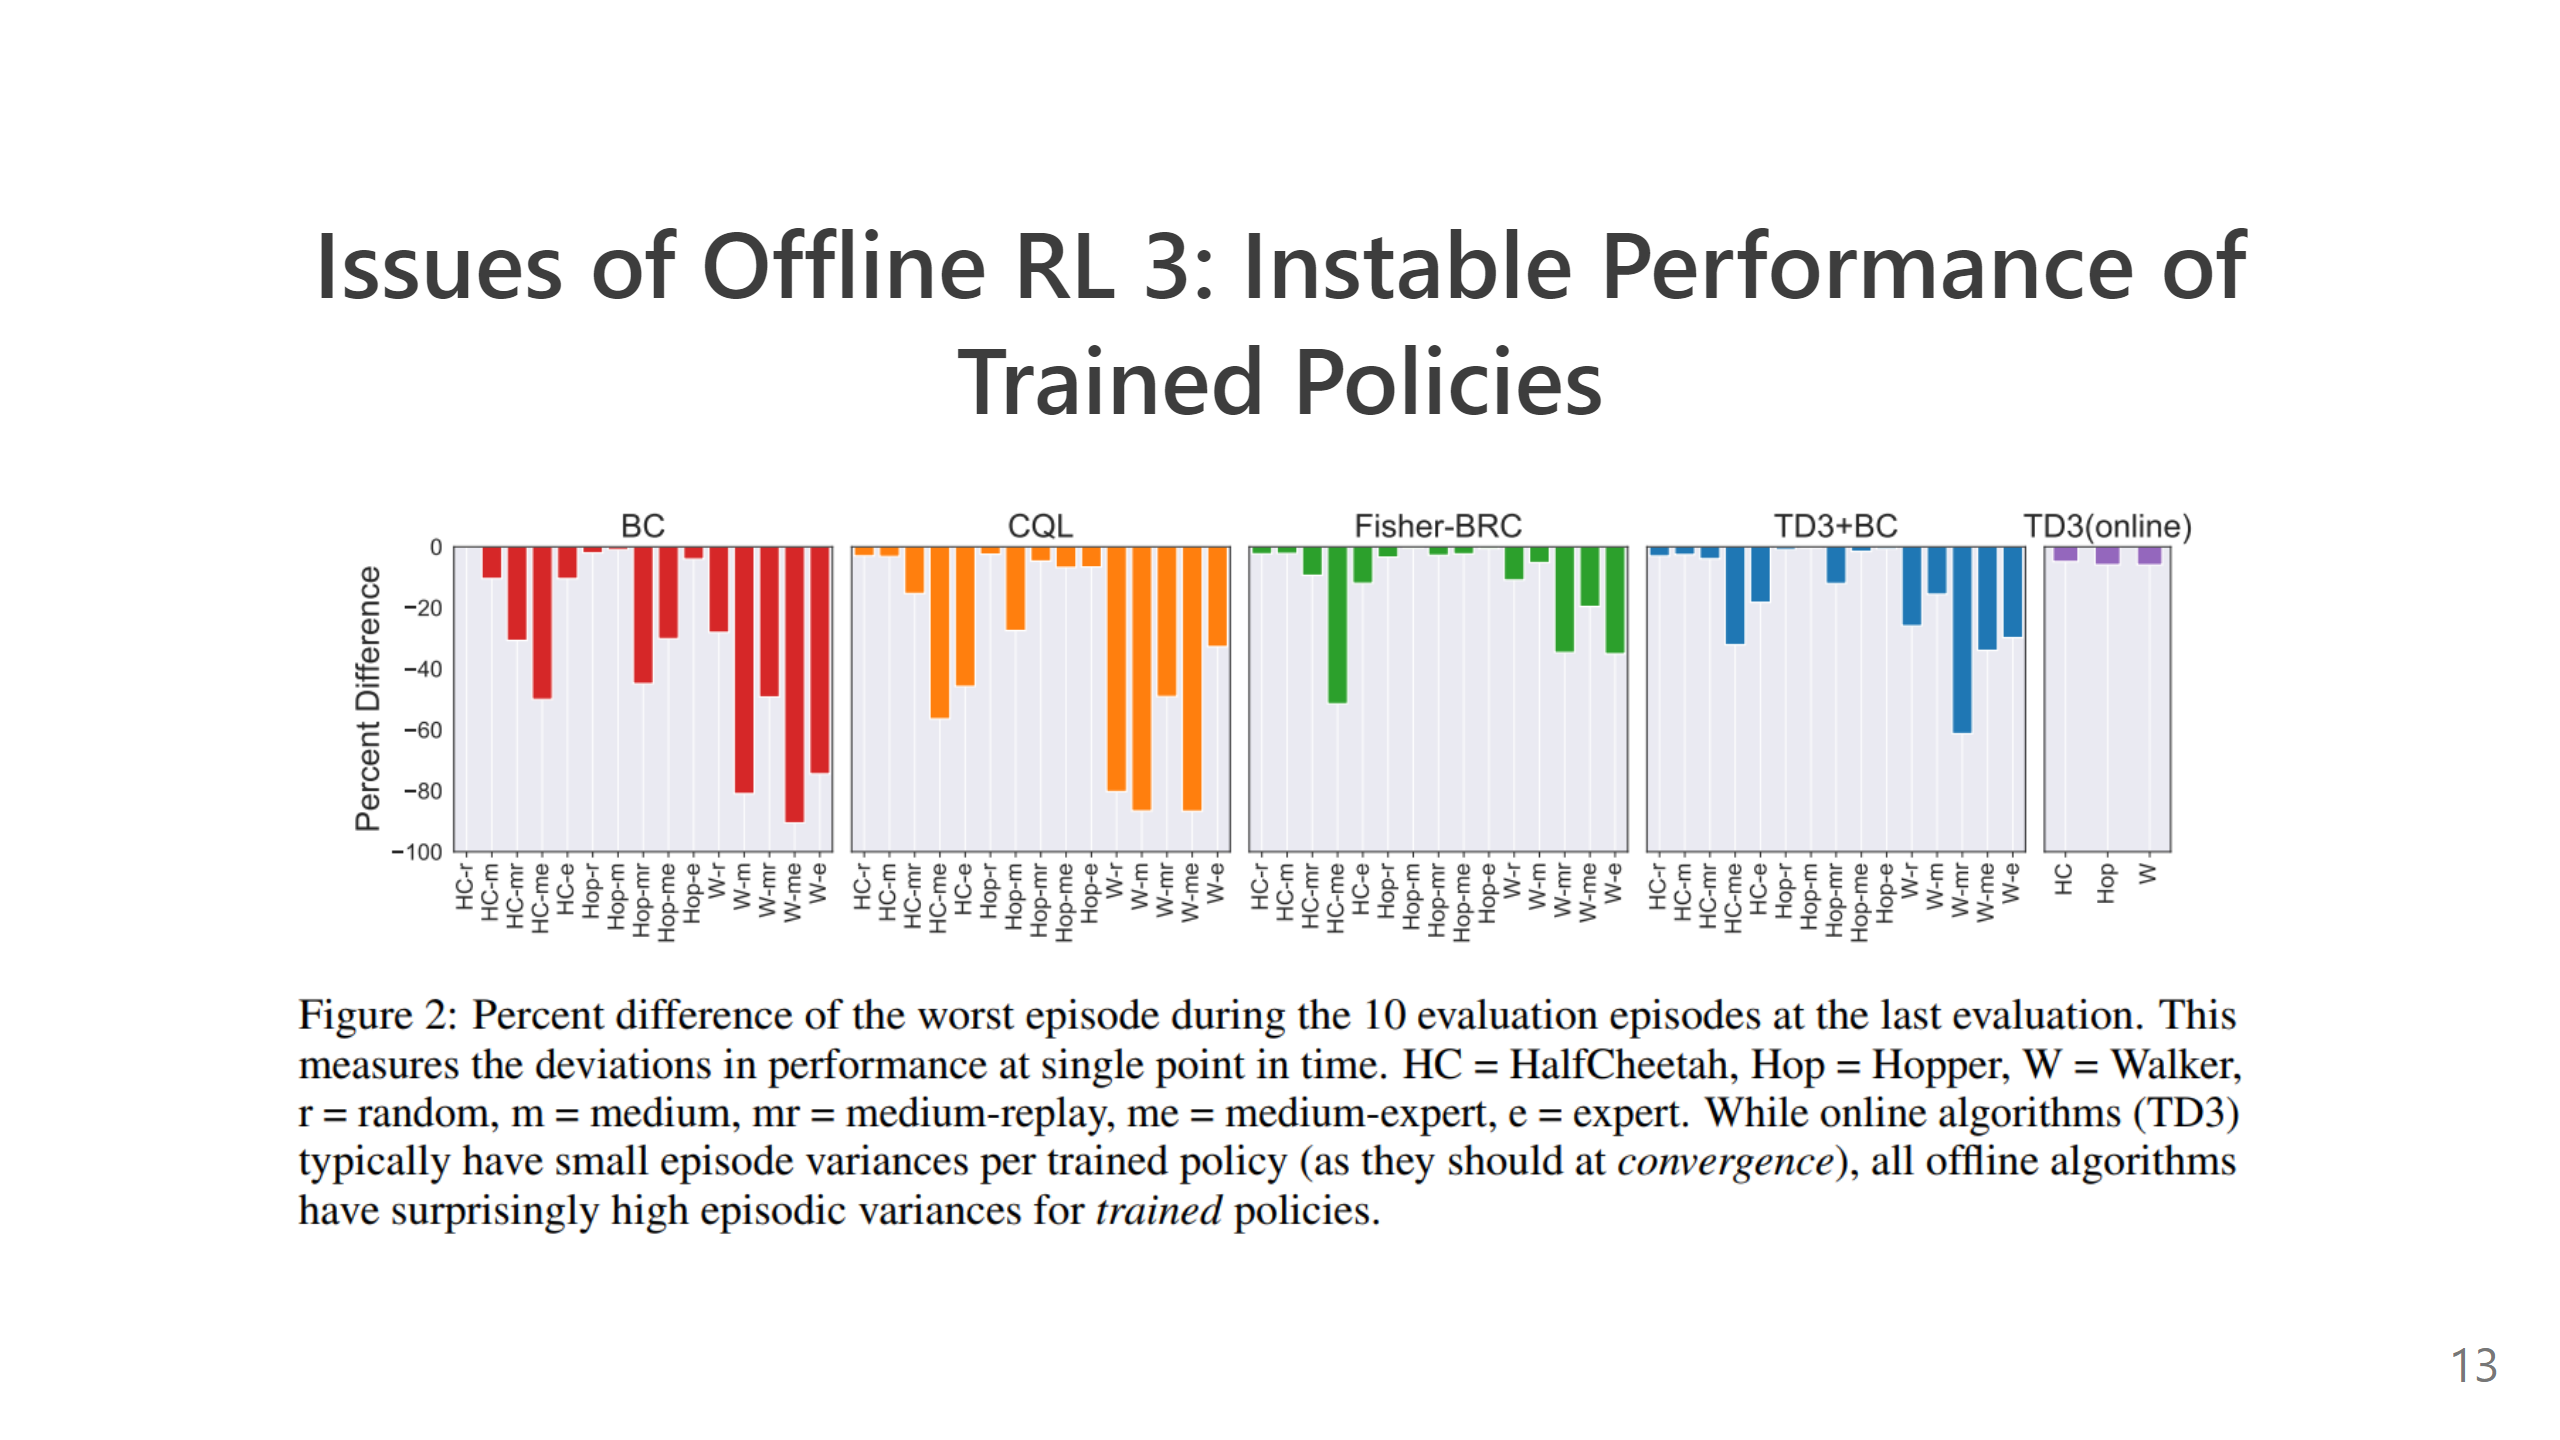 Issues of Offline RL 3: Instable Performance of
Trained Policies
BC
CQL
Fisher-BRC
TD3+BC
TD3(online)
Percent Difference
0
−20
−40
−60
−80
−100
HC-r HC-m HC-mr HC-me HC-e Hop-r Hop-m Hop-mr Hop-me Hop-e W-r W-m W-mr W-me W-e
HC-r HC-m HC-mr HC-me HC-e Hop-r Hop-m Hop-mr Hop-me Hop-e W-r W-m W-mr W-me W-e
HC-r HC-m HC-mr HC-me HC-e Hop-r Hop-m Hop-mr Hop-me Hop-e W-r W-m W-mr W-me W-e
HC-r HC-m HC-mr HC-me HC-e Hop-r Hop-m Hop-mr Hop-me Hop-e W-r W-m W-mr W-me W-e
HC Hop W
Figure 2: Percent difference of the worst episode during the 10 evaluation episodes at the last evaluation. This
measures the deviations in performance at single point in time. HC = HalfCheetah, Hop = Hopper, W = Walker,
r = random, m = medium, mr = medium-replay, me = medium-expert, e = expert. While online algorithms (TD3)
typically have small episode variances per trained policy (as they should at convergence), all offline algorithms
have surprisingly high episodic variances for trained policies.
13